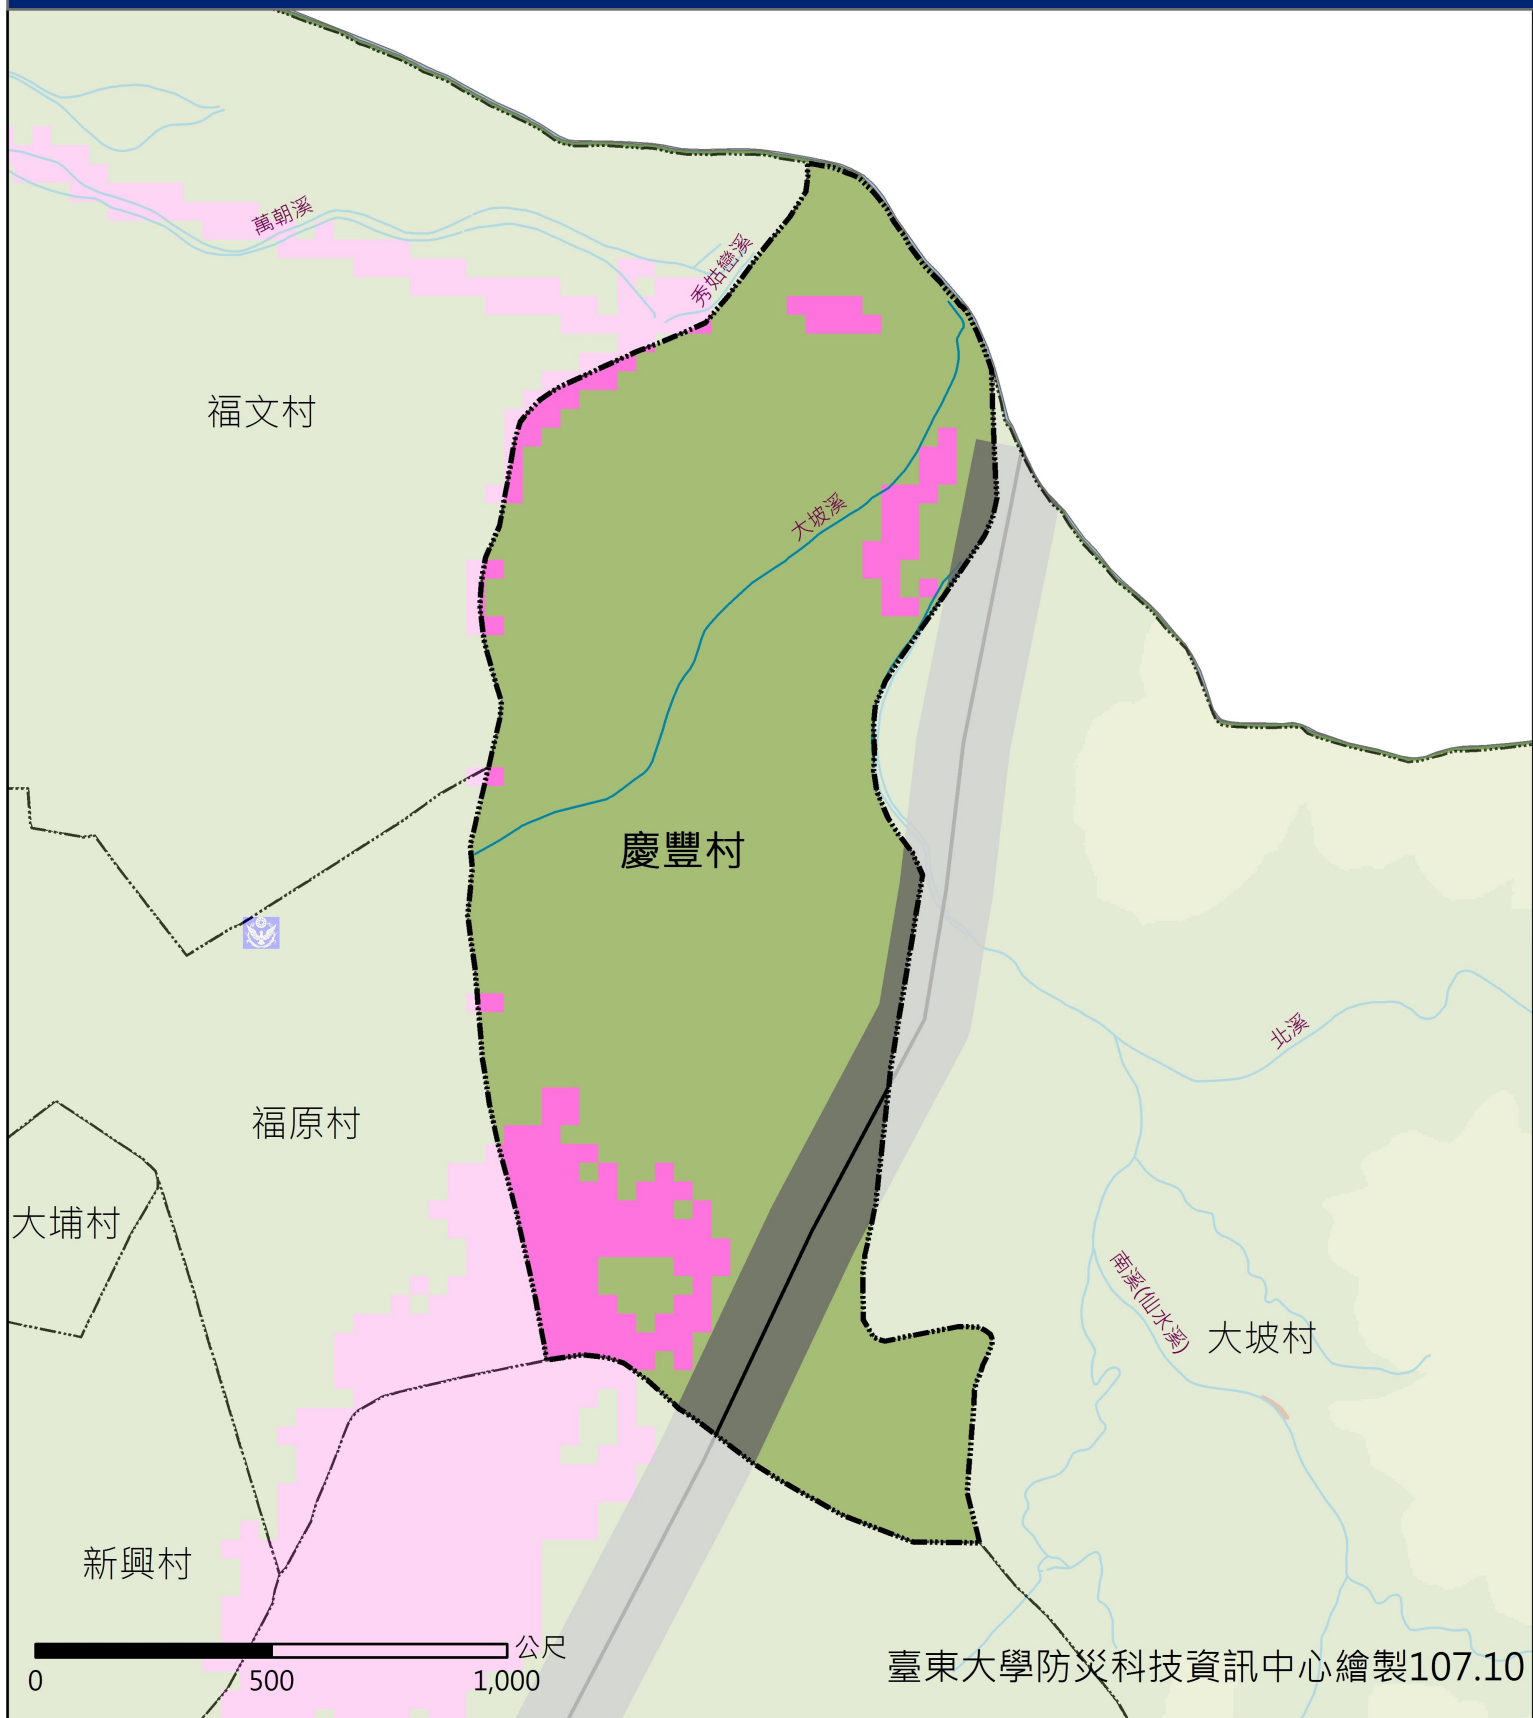 萬朝溪
秀姑巒溪
福文村
大坡溪
慶豐村
北溪
福原村
大埔村
南溪(仙水溪)
大坡村
新興村
公尺
0 500 1,000
臺東大學防災科技資訊中心繪製107.10